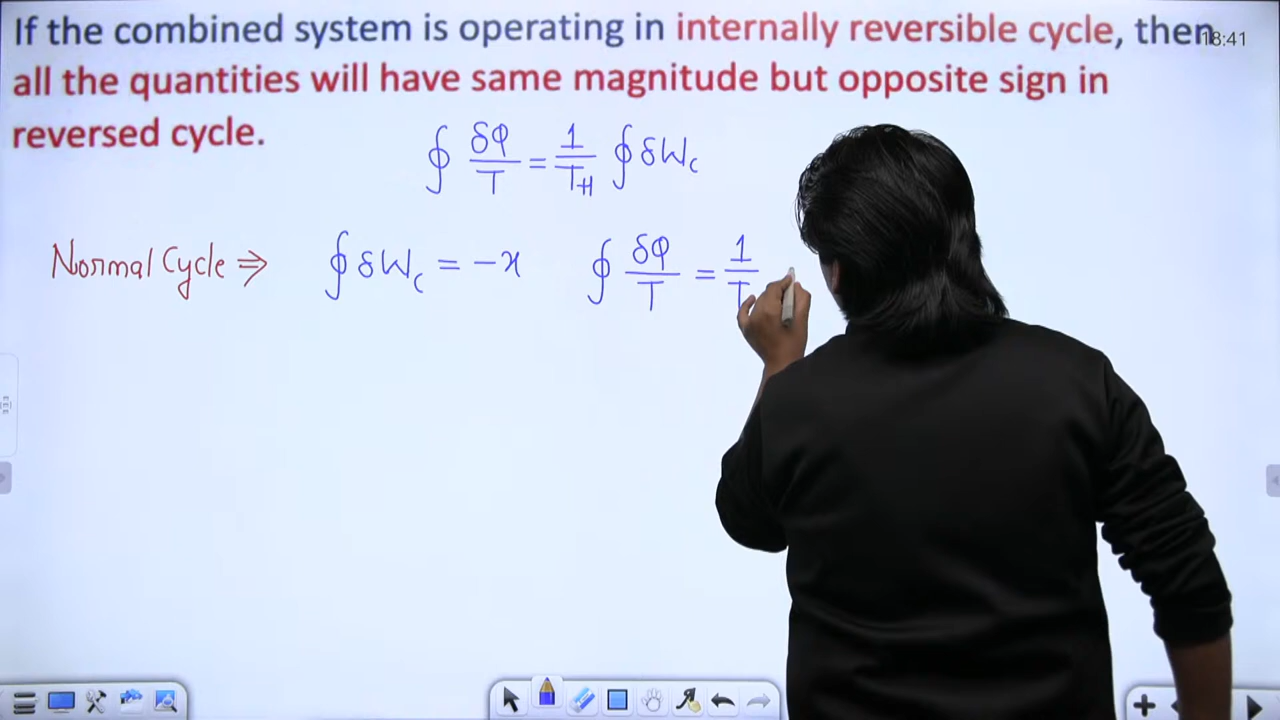 If the combined system is operating in internally reversible cycle, then
18:41
all the quantities will have same magnitude but opposite sign in
reversed cycle.
∮ δQ/T = 1/T_H ∮ δW_c
Normal Cycle ⇒ ∮ δW_c = -x ∮ δQ/T = 1/T